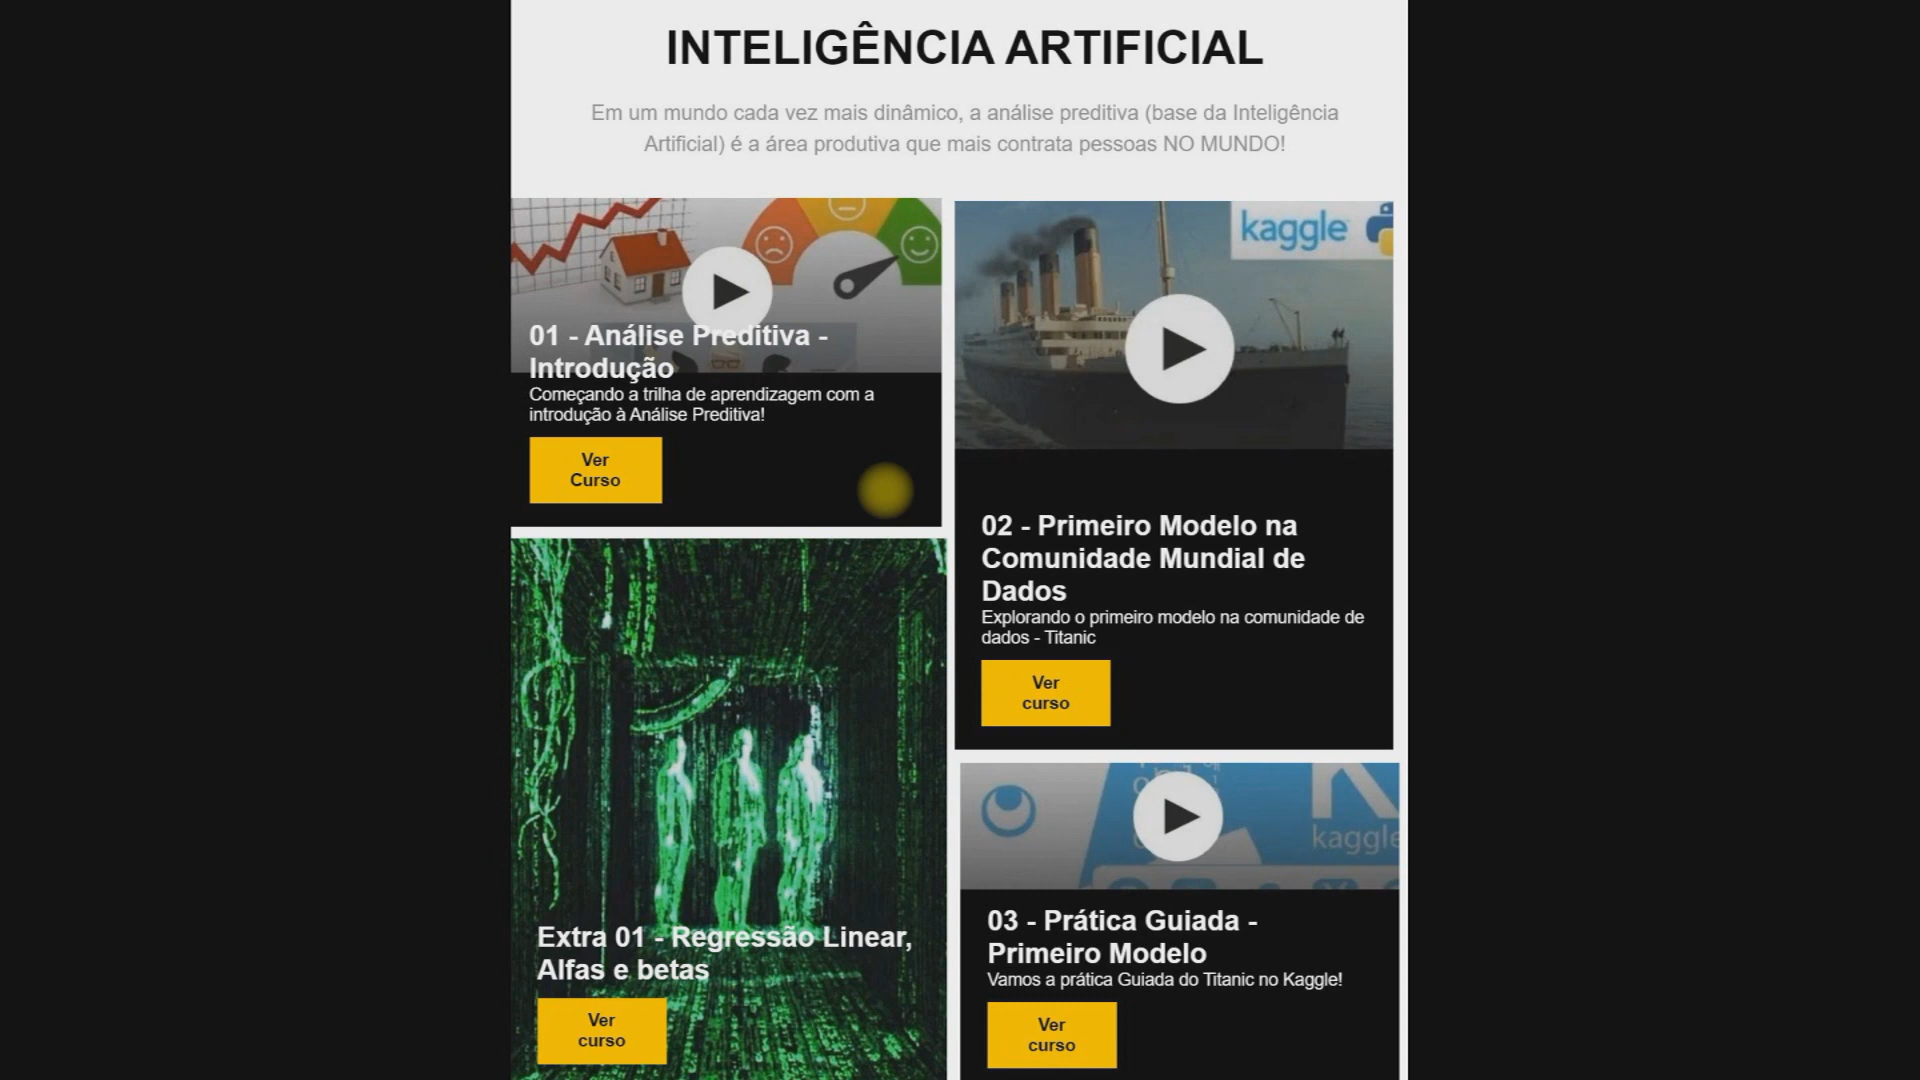 INTELIGÊNCIA ARTIFICIAL
Em um mundo cada vez mais dinâmico, a análise preditiva (base da Inteligência
Artificial) é a área produtiva que mais contrata pessoas NO MUNDO!
01 - Análise Preditiva -
Introdução
Começando a trilha de aprendizagem com a
introdução à Análise Preditiva!
Ver
Curso
kaggle
02 - Primeiro Modelo na
Comunidade Mundial de
Dados
Explorando o primeiro modelo na comunidade de
dados - Titanic
Ver
curso
Extra 01 - Regressão Linear,
Alfas e betas
Ver
curso
kaggle
03 - Prática Guiada -
Primeiro Modelo
Vamos a prática Guiada do Titanic no Kaggle!
Ver
curso